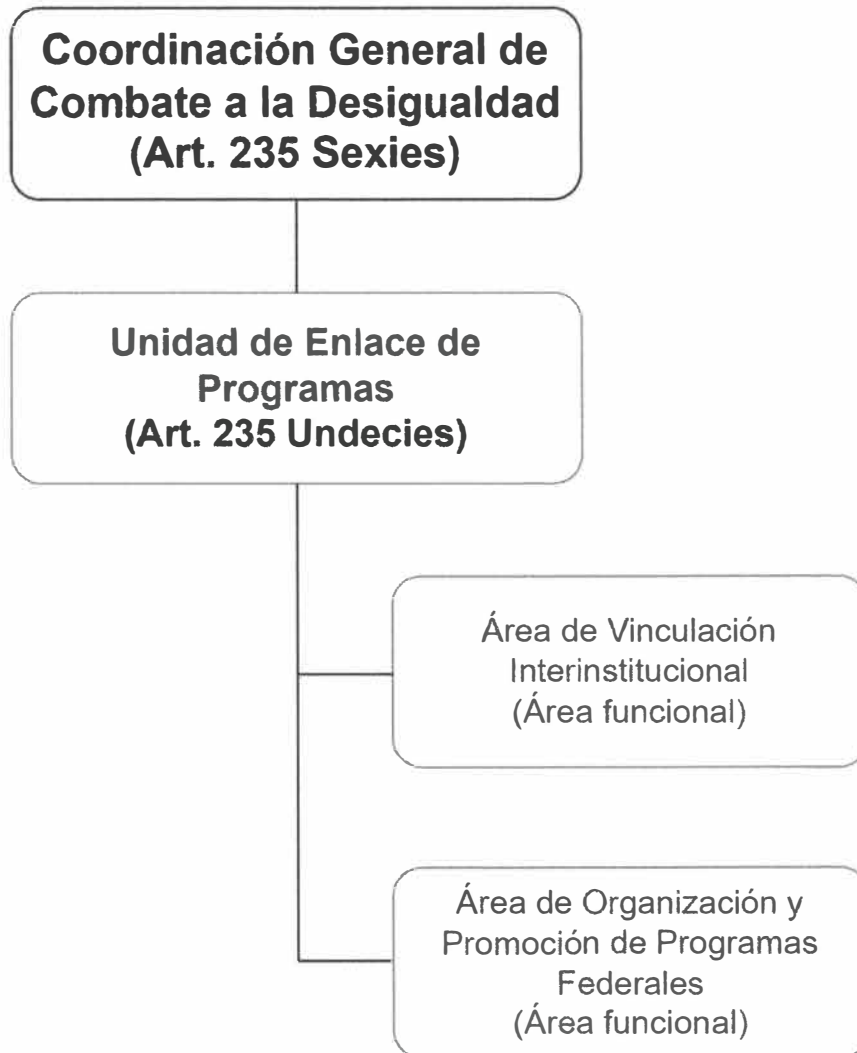 Coordinación General de
Combate a la Desigualdad
(Art. 235 Sexies)
Unidad de Enlace de
Programas
(Art. 235 Undecies)
Área de Vinculación
Interinstitucional
(Área funcional)
Área de Organización y
Promoción de Programas
Federales
(Área funcional)